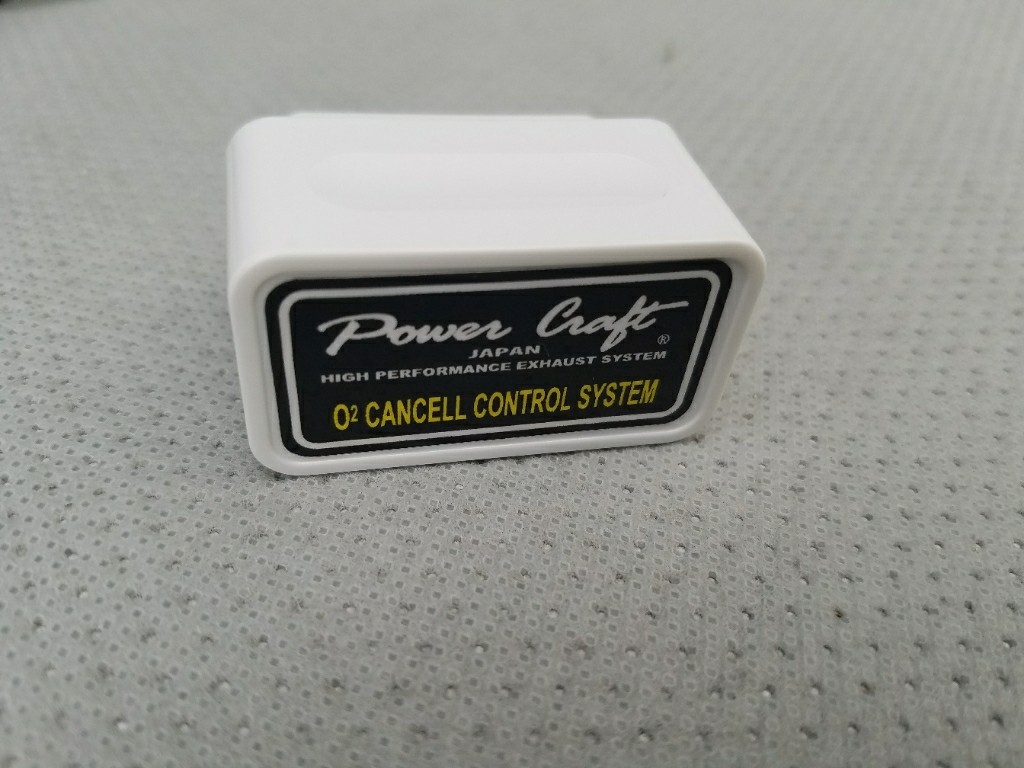 Power Craft®
JAPAN
HIGH PERFORMANCE EXHAUST SYSTEM
O² CANCELL CONTROL SYSTEM